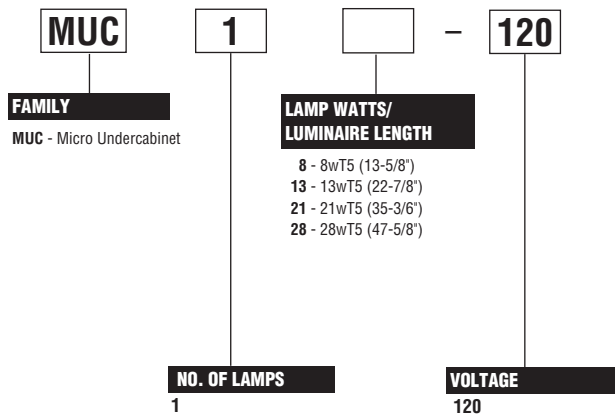 MUC 1 – 120
FAMILY
MUC - Micro Undercabinet
LAMP WATTS/
LUMINAIRE LENGTH
8 - 8wT5 (13-5/8")
13 - 13wT5 (22-7/8")
21 - 21wT5 (35-3/6")
28 - 28wT5 (47-5/8")
NO. OF LAMPS
1
VOLTAGE
120